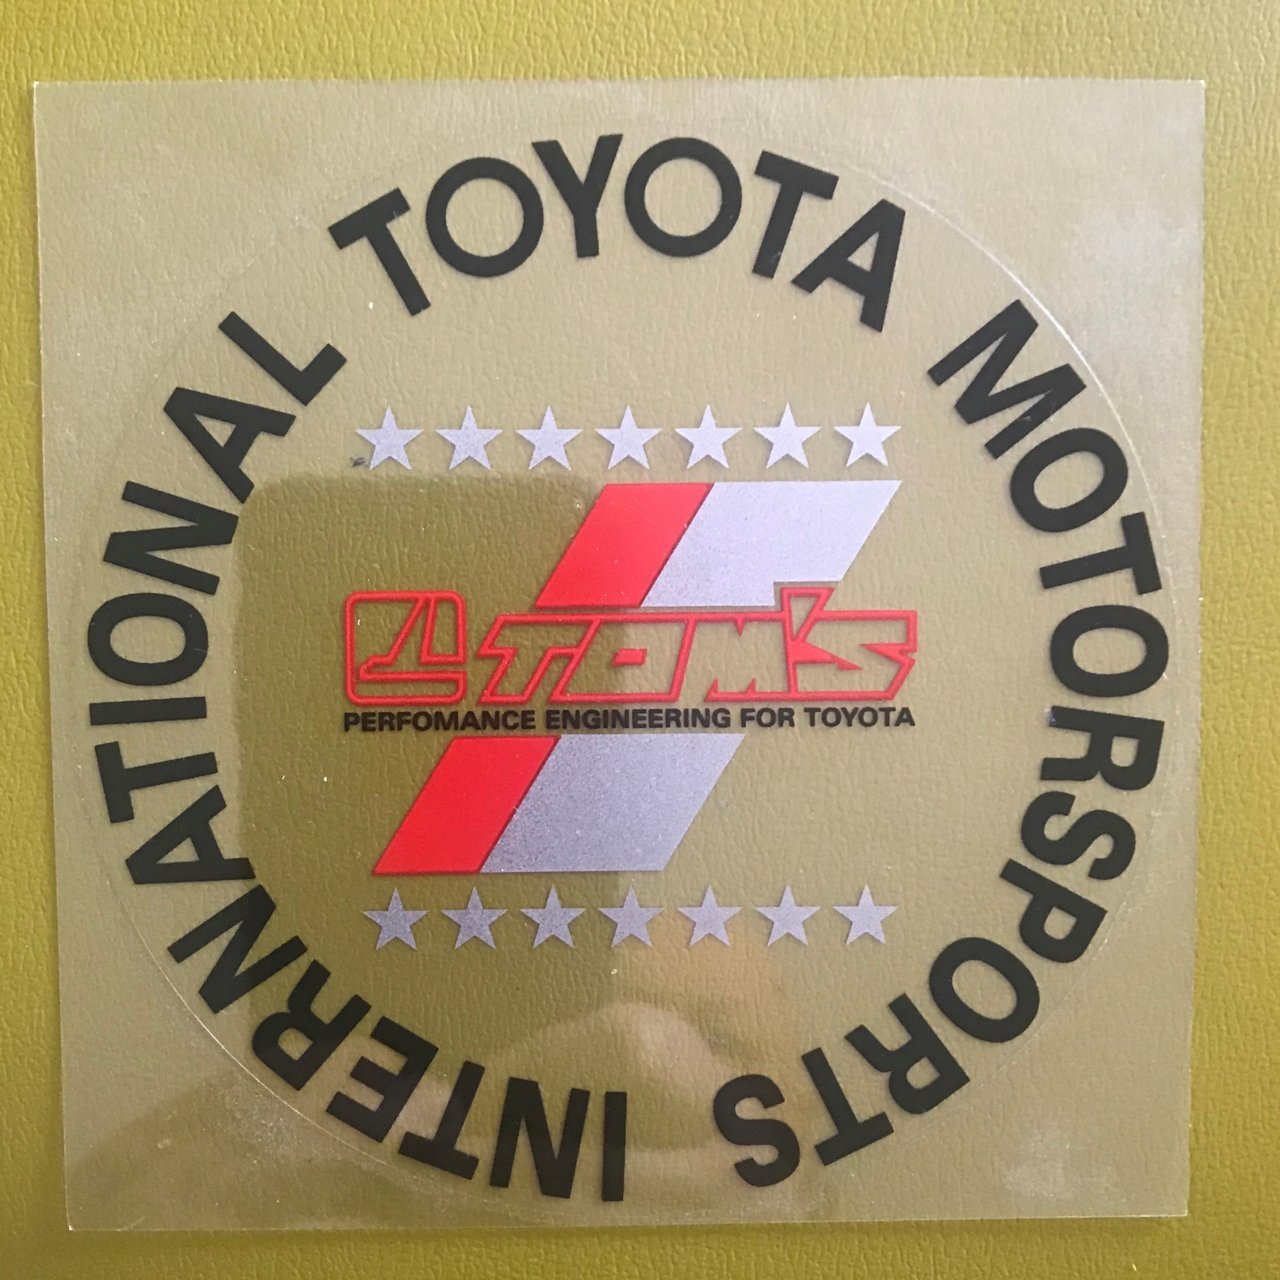 INTERNATIONAL TOYOTA MOTORSPORTS
TOM'S
PERFOMANCE ENGINEERING FOR TOYOTA